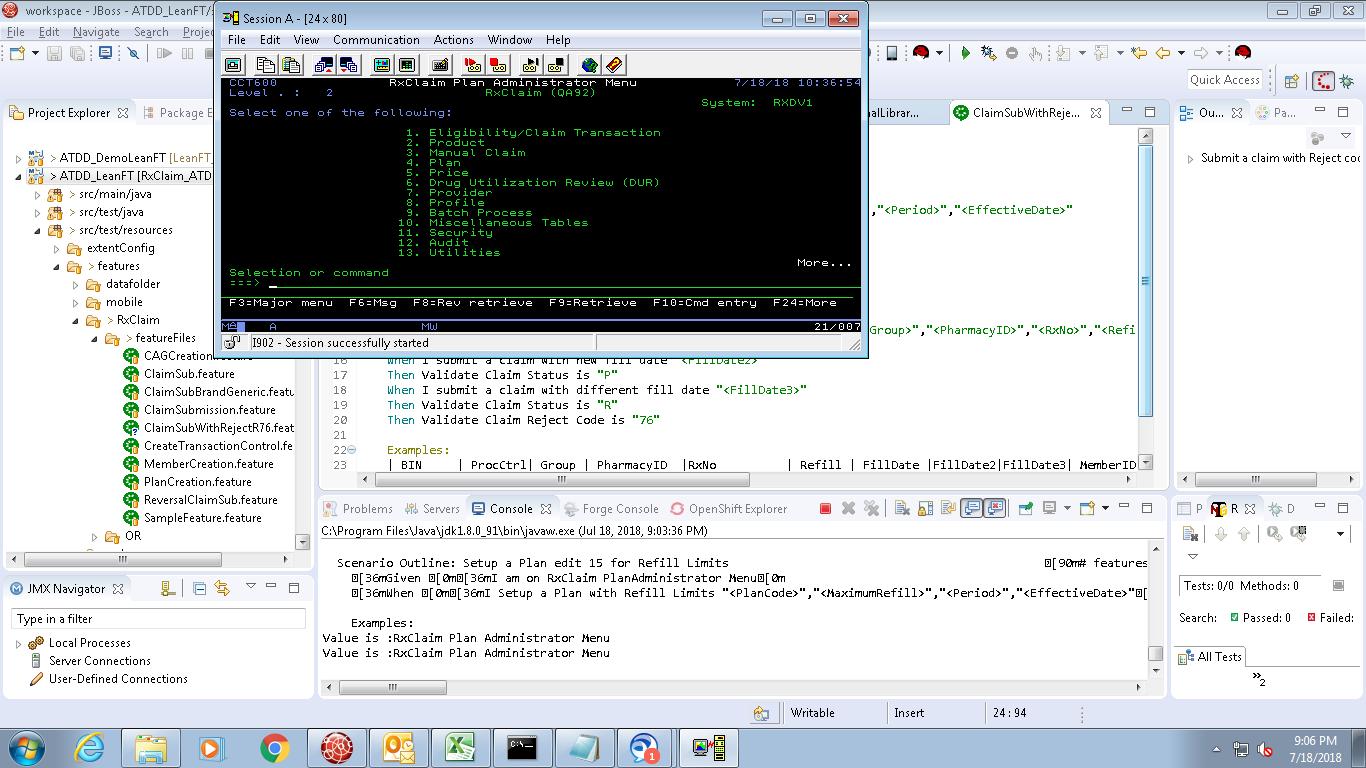 workspace - JBoss - ATDD_LeanFT/s
File Edit Navigate Search Project
Quick Access
Session A - [24 x 80]
File Edit View Communication Actions Window Help
CCT600 RxClaim Plan Administrator Menu 7/18/18 10:36:54
Level . : 2 RxClaim (QA92)
System: RXDV1
Select one of the following:
1. Eligibility/Claim Transaction
2. Product
3. Manual Claim
4. Plan
5. Price
6. Drug Utilization Review (DUR)
7. Provider
8. Profile
9. Batch Process
10. Miscellaneous Tables
11. Security
12. Audit
13. Utilities
More...
Selection or command
===>
F3=Major menu F6=Msg F8=Rev retrieve F9=Retrieve F10=Cmd entry F24=More
A MW 21/007
I902 - Session successfully started
Project Explorer Package E
> ATDD_DemoLeanFT [LeanFT_
> ATDD_LeanFT [RxClaim_ATD
> src/main/java
> src/test/java
> src/test/resources
extentConfig
> features
datafolder
mobile
> RxClaim
> featureFiles
CAGCreation.feature
ClaimSub.feature
ClaimSubBrandGeneric.featu
ClaimSubmission.feature
ClaimSubWithRejectR76.feat
CreateTransactionControl.fe
MemberCreation.feature
PlanCreation.feature
ReversalClaimSub.feature
SampleFeature.feature
OR
JMX Navigator
Type in a filter
Local Processes
Server Connections
User-Defined Connections
nalLibrar... ClaimSubWithReje...
,"<Period>","<EffectiveDate>"
Group>","<PharmacyID>","<RxNo>","<Refi
16 When I submit a claim with new fill date "<FillDate2>"
17 Then Validate Claim Status is "P"
18 When I submit a claim with different fill date "<FillDate3>"
19 Then Validate Claim Status is "R"
20 Then Validate Claim Reject Code is "76"
21
22 Examples:
23 | BIN | ProcCtrl| Group | PharmacyID |RxNo | Refill | FillDate |FillDate2|FillDate3| MemberID
Ou... Pa...
Submit a claim with Reject coo
Problems Servers Console Forge Console OpenShift Explorer
C:\Program Files\Java\jdk1.8.0_91\bin\javaw.exe (Jul 18, 2018, 9:03:36 PM)
Scenario Outline: Setup a Plan edit 15 for Refill Limits [90m# features
[36mGiven [0m[36mI am on RxClaim PlanAdministrator Menu[0m
[36mWhen [0m[36mI Setup a Plan with Refill Limits "<PlanCode>","<MaximumRefill>","<Period>","<EffectiveDate>"[
Examples:
Value is :RxClaim Plan Administrator Menu
Value is :RxClaim Plan Administrator Menu
P R D
Tests: 0/0 Methods: 0
Search: Passed: 0 Failed:
All Tests
»2
Writable Insert 24 : 94
1
9:06 PM
7/18/2018